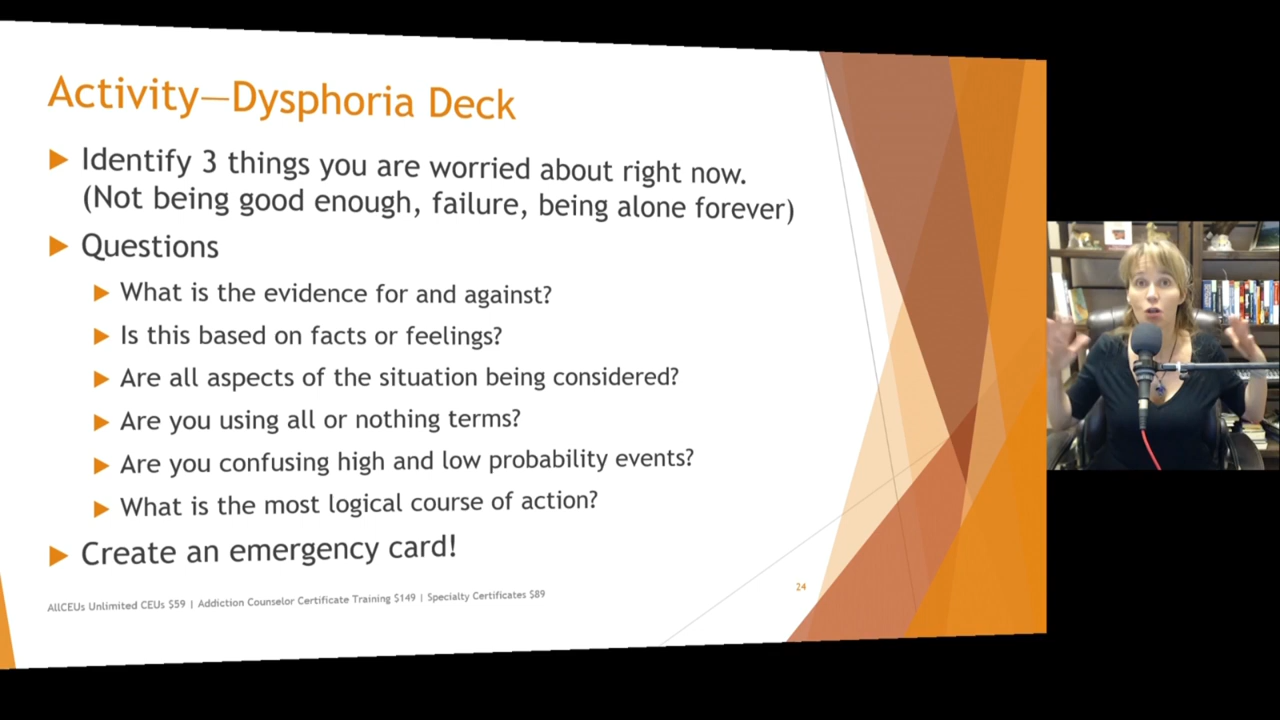 Activity—Dysphoria Deck
Identify 3 things you are worried about right now.
(Not being good enough, failure, being alone forever)
Questions
What is the evidence for and against?
Is this based on facts or feelings?
Are all aspects of the situation being considered?
Are you using all or nothing terms?
Are you confusing high and low probability events?
What is the most logical course of action?
Create an emergency card!
AllCEUs Unlimited CEUs $59 | Addiction Counselor Certificate Training $149 | Specialty Certificates $89
24